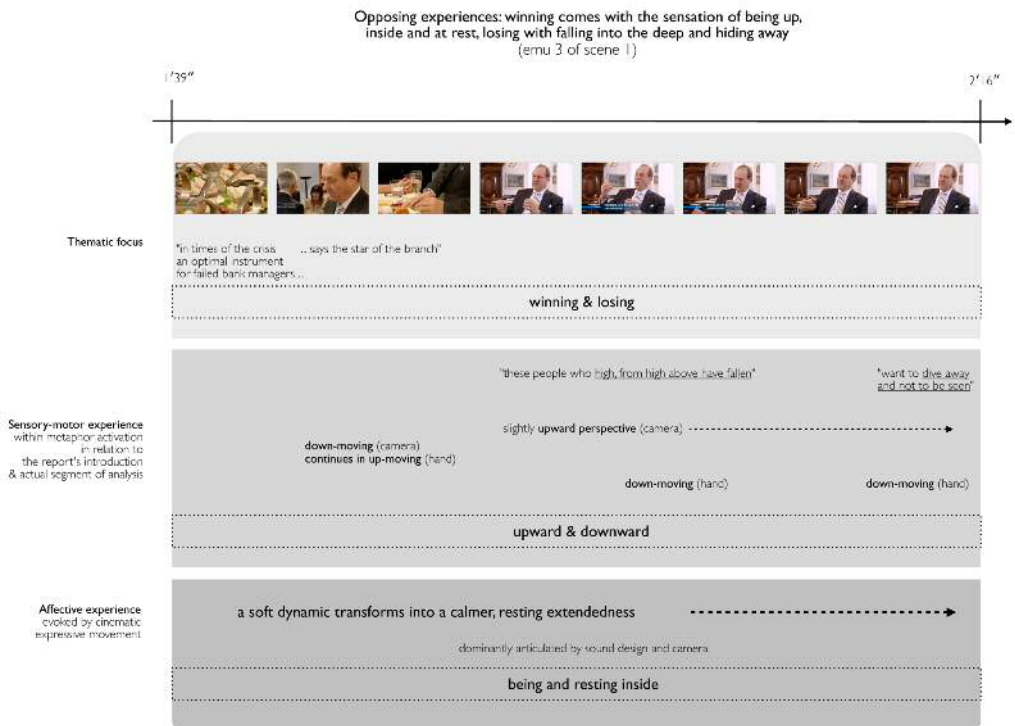 Opposing experiences: winning comes with the sensation of being up,
inside and at rest, losing with falling into the deep and hiding away
(emu 3 of scene 1)
1'39"
2'16"
Thematic focus
"in times of the crisis
an optimal instrument
for failed bank managers...
... says the star of the branch"
winning & losing
"these people who high, from high above have fallen"
"want to dive away
and not to be seen"
Sensory-motor experience
within metaphor activation
in relation to
the report's introduction
& actual segment of analysis
slightly upward perspective (camera)
down-moving (camera)
continues in up-moving (hand)
down-moving (hand)
down-moving (hand)
upward & downward
Affective experience
evoked by cinematic
expressive movement
a soft dynamic transforms into a calmer, resting extendedness
dominantly articulated by sound design and camera
being and resting inside